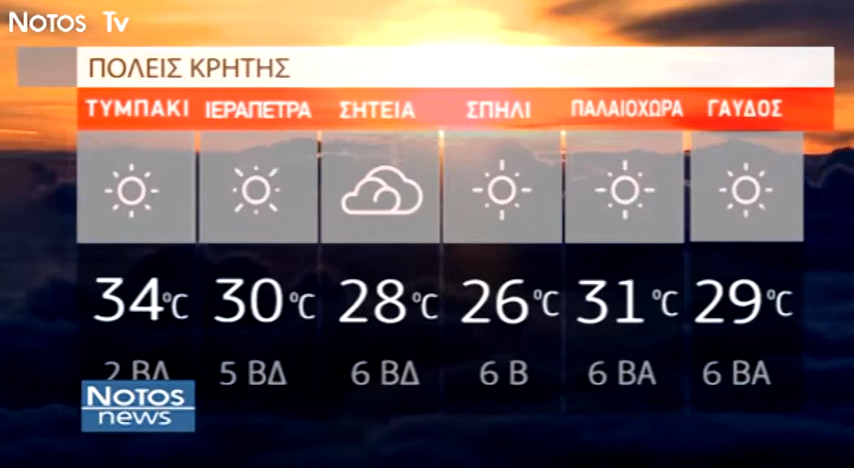 NOTOS TV
ΠΟΛΕΙΣ ΚΡΗΤΗΣ
ΤΥΜΠΑΚΙ ΙΕΡΑΠΕΤΡΑ ΣΗΤΕΙΑ ΣΠΗΛΙ ΠΑΛΑΙΟΧΩΡΑ ΓΑΥΔΟΣ
34°C 30°C 28°C 26°C 31°C 29°C
2 5 ΒΔ 6 ΒΔ 6 Β 6 ΒΑ 6 ΒΑ
NOTOS
news